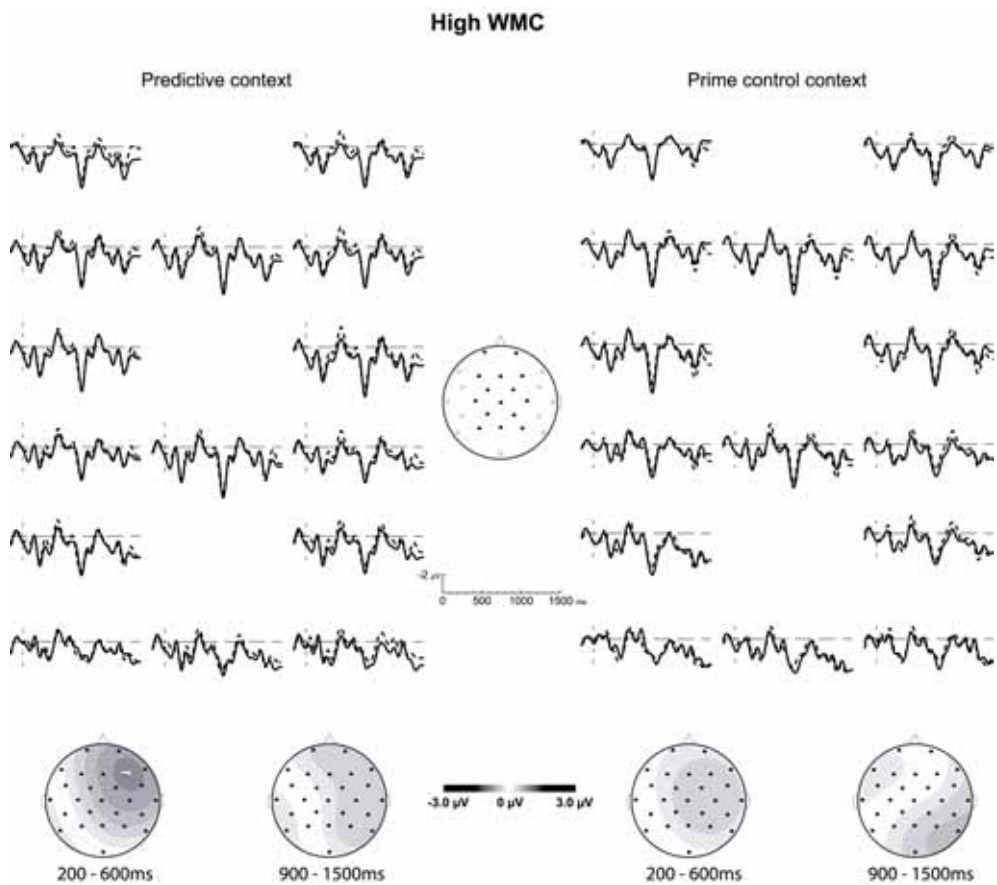 High WMC
Predictive context
Prime control context
-2 µV
0 500 1000 1500 ms
-3.0 µV 0 µV 3.0 µV
200 - 600ms
900 - 1500ms
200 - 600ms
900 - 1500ms